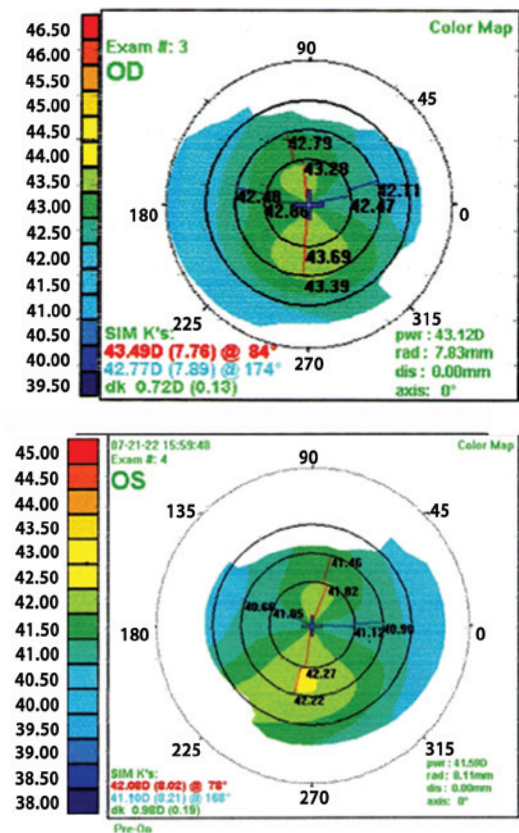 46.50
46.00
45.50
45.00
44.50
44.00
43.50
43.00
42.50
42.00
41.50
41.00
40.50
40.00
39.50
Color Map
Exam #: 3
OD
90
45
0
315
270
225
180
42.79
43.28
42.48
42.86
42.71
42.47
43.69
43.39
SIM K's:
43.49D (7.76) @ 84°
42.77D (7.89) @ 174°
dk 0.72D (0.13)
pwr : 43.12D
rad : 7.83mm
dis : 0.00mm
axis: 0°
45.00
44.50
44.00
43.50
43.00
42.50
42.00
41.50
41.00
40.50
40.00
39.50
39.00
38.50
38.00
07-21-22 15:59:48
Color Map
Exam #: 4
OS
90
135
45
180
0
225
315
270
41.46
41.82
40.66
41.05
41.12
40.90
42.27
42.22
SIM K's:
42.08D (8.02) @ 78°
41.10D (8.21) @ 168°
dk 0.98D (0.19)
pwr : 41.59D
rad : 8.11mm
dis : 0.00mm
axis: 0°
Pre-Op